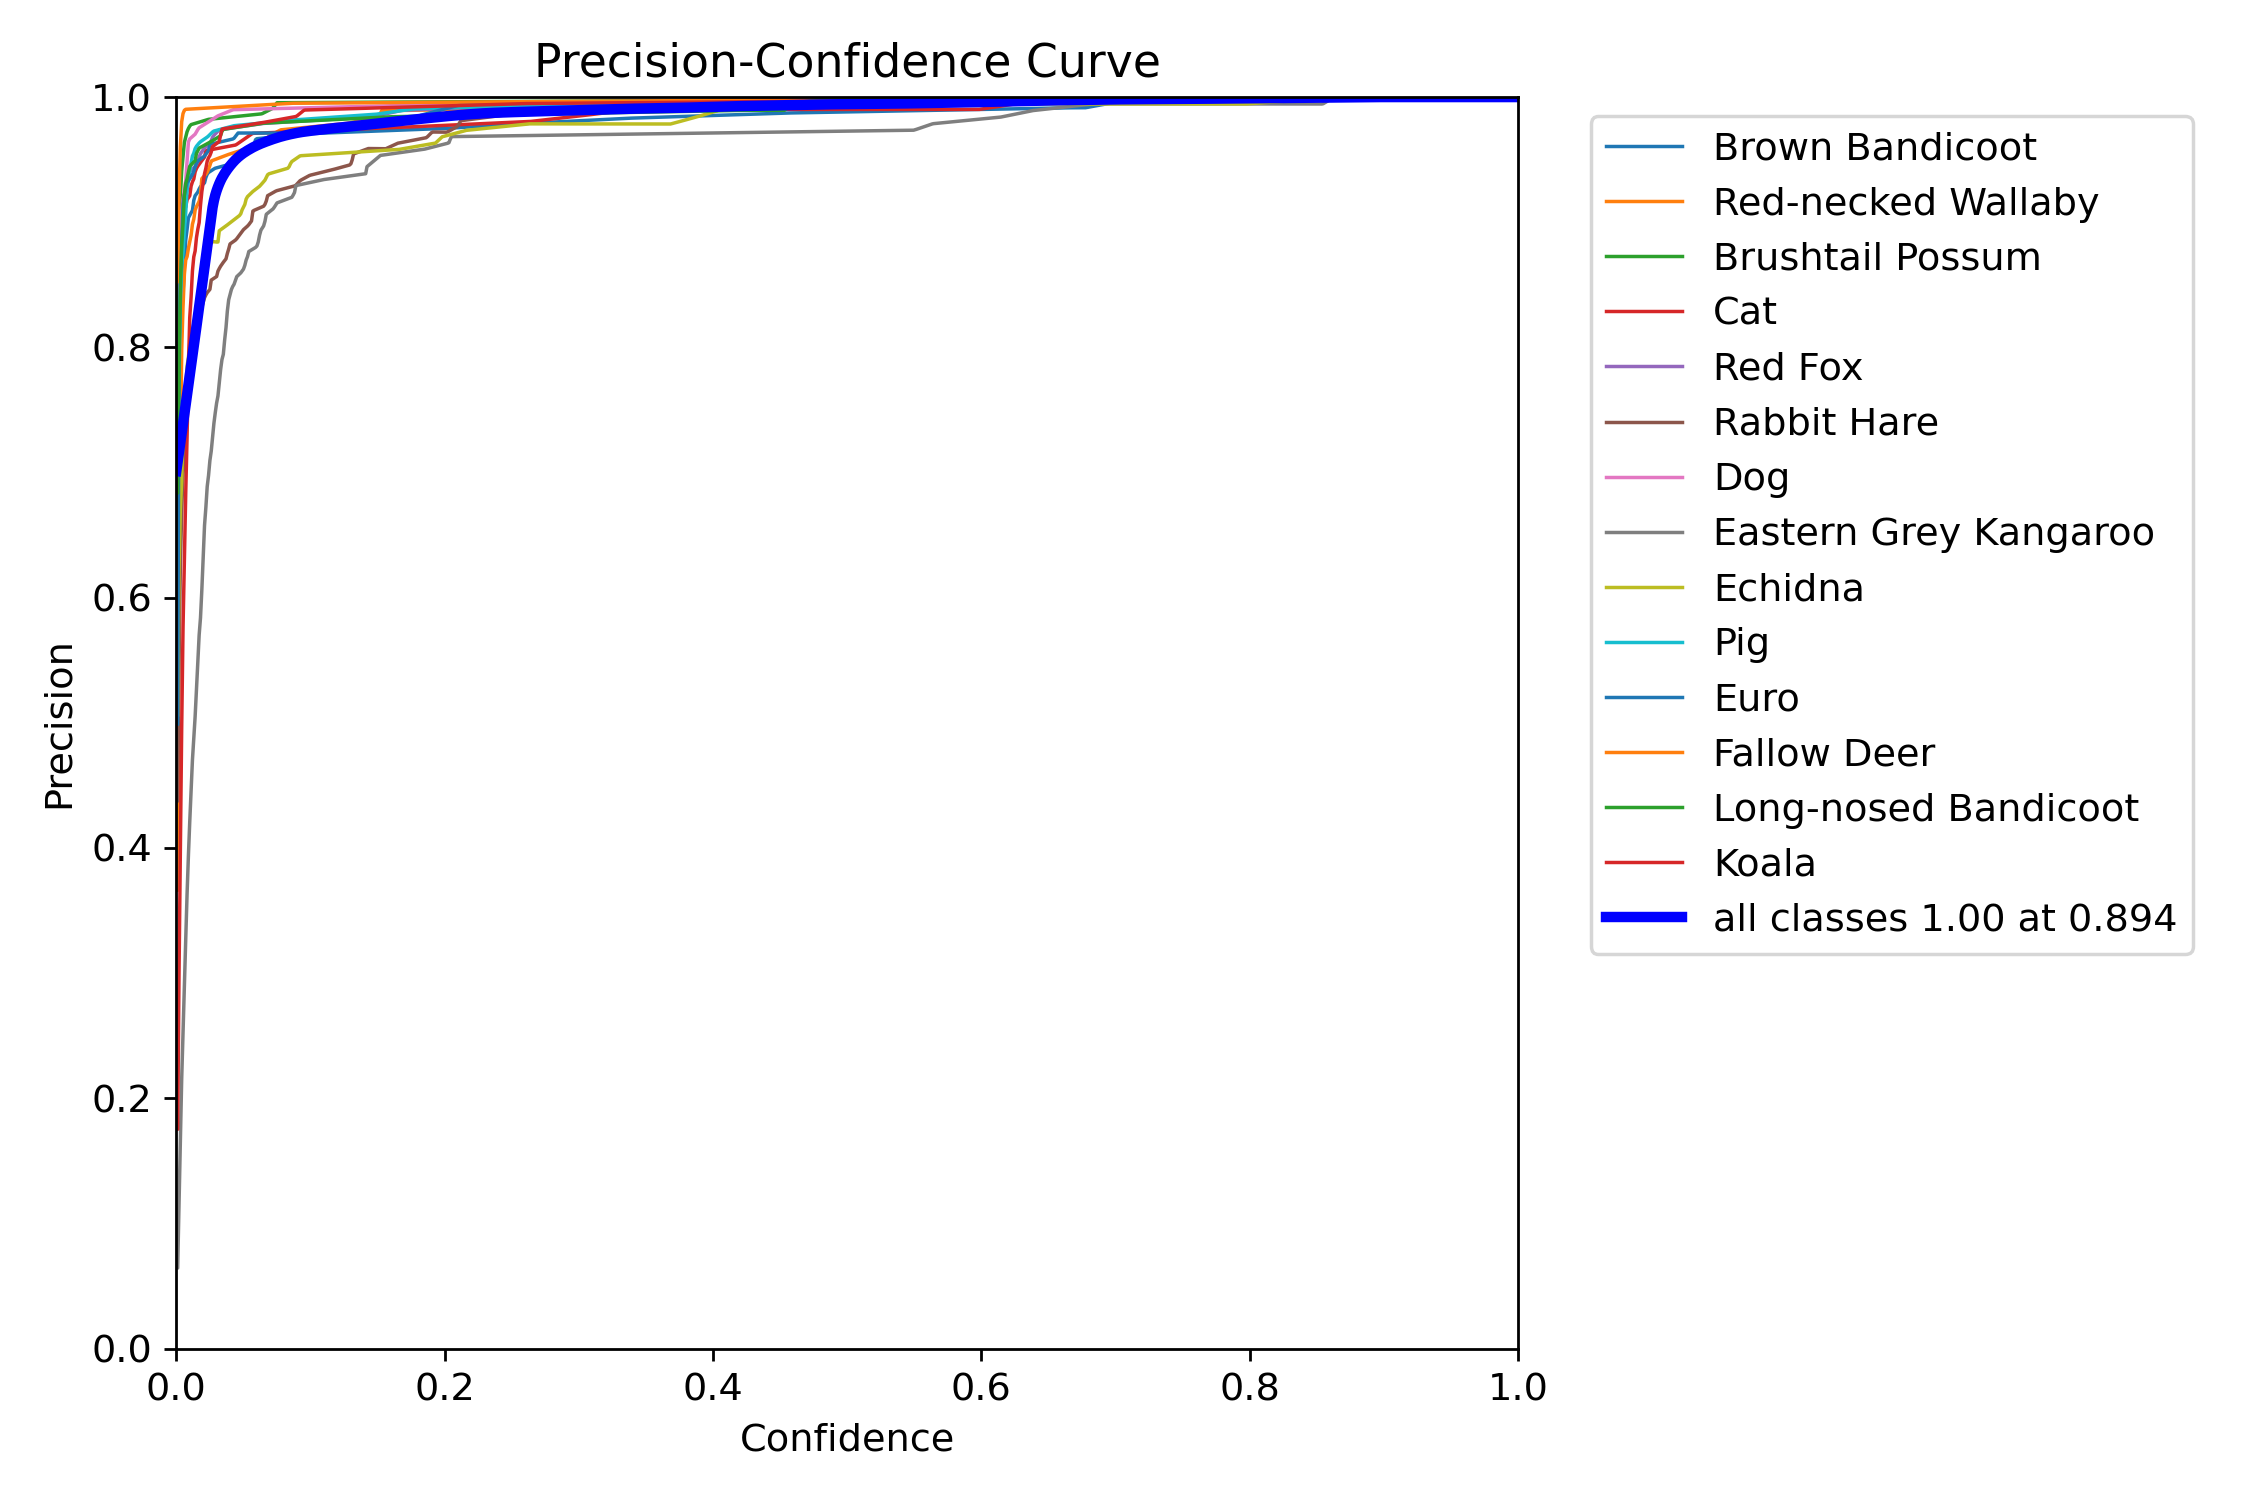 Precision-Confidence Curve
1.0
0.8
0.6
0.4
0.2
0.0
Precision
0.0 0.2 0.4 0.6 0.8 1.0
Confidence
Brown Bandicoot
Red-necked Wallaby
Brushtail Possum
Cat
Red Fox
Rabbit Hare
Dog
Eastern Grey Kangaroo
Echidna
Pig
Euro
Fallow Deer
Long-nosed Bandicoot
Koala
all classes 1.00 at 0.894